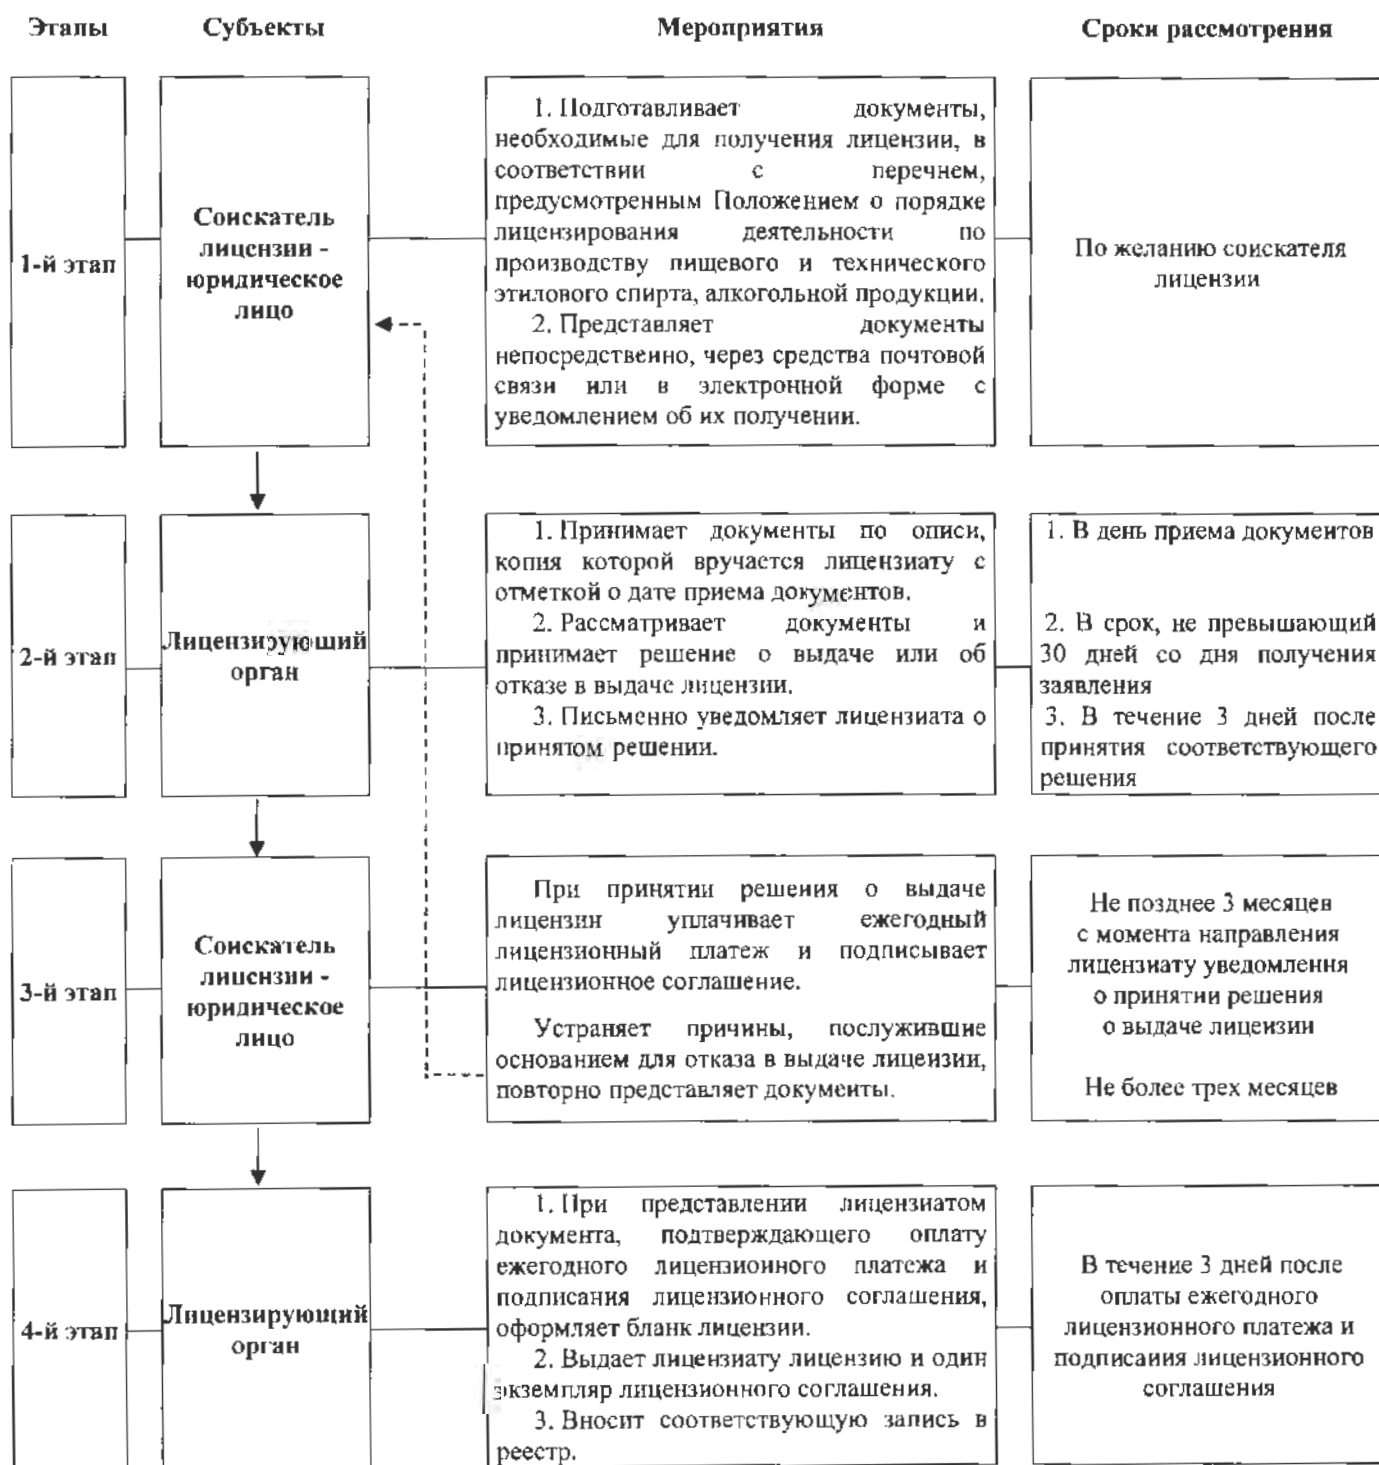 Этапы Субъекты Мероприятия Сроки рассмотрения
1-й этап
Соискатель
лицензии -
юридическое
лицо
1. Подготавливает документы,
необходимые для получения лицензии, в
соответствии с перечнем,
предусмотренным Положением о порядке
лицензирования деятельности по
производству пищевого и технического
этилового спирта, алкогольной продукции.
2. Представляет документы
непосредственно, через средства почтовой
связи или в электронной форме с
уведомлением об их получении.
По желанию соискателя
лицензии
2-й этап
Лицензирующий
орган
1. Принимает документы по описи,
копия которой вручается лицензиату с
отметкой о дате приема документов.
2. Рассматривает документы и
принимает решение о выдаче или об
отказе в выдаче лицензии.
3. Письменно уведомляет лицензиата о
принятом решении.
1. В день приема документов
2. В срок, не превышающий
30 дней со дня получения
заявления
3. В течение 3 дней после
принятия соответствующего
решения
3-й этап
Соискатель
лицензии -
юридическое
лицо
При принятии решения о выдаче
лицензии уплачивает ежегодный
лицензионный платеж и подписывает
лицензионное соглашение.
Устраняет причины, послужившие
основанием для отказа в выдаче лицензии,
повторно представляет документы.
Не позднее 3 месяцев
с момента направления
лицензиату уведомления
о принятии решения
о выдаче лицензии
Не более трех месяцев
4-й этап
Лицензирующий
орган
1. При представлении лицензиатом
документа, подтверждающего оплату
ежегодного лицензионного платежа и
подписания лицензионного соглашения,
оформляет бланк лицензии.
2. Выдает лицензиату лицензию и один
экземпляр лицензионного соглашения.
3. Вносит соответствующую запись в
реестр.
В течение 3 дней после
оплаты ежегодного
лицензионного платежа и
подписания лицензионного
соглашения